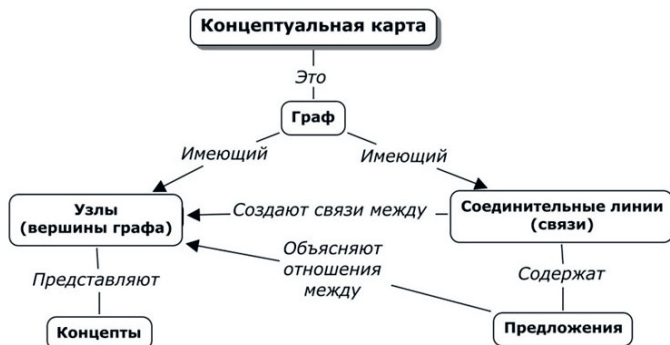 Концептуальная карта
Это
Граф
Имеющий
Имеющий
Узлы
(вершины графа)
Создают связи между
Соединительные линии
(связи)
Объясняют
отношения
между
Представляют
Содержат
Концепты
Предложения